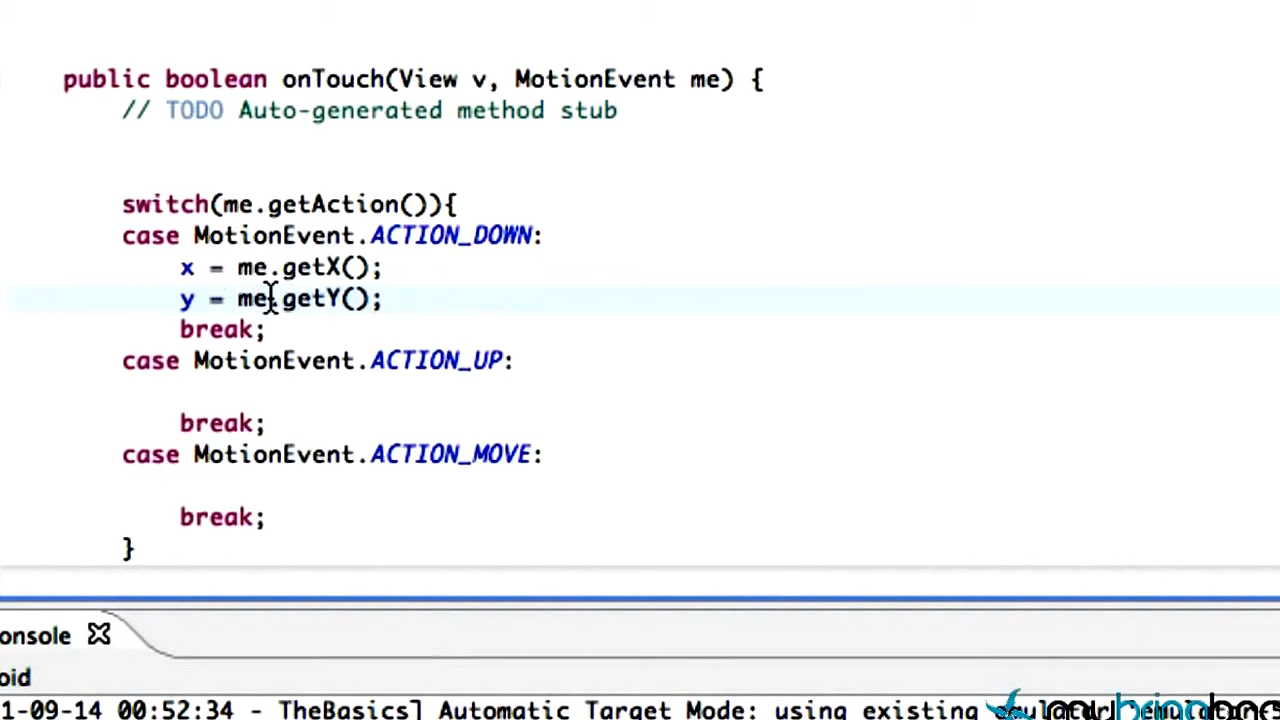 public boolean onTouch(View v, MotionEvent me) {
// TODO Auto-generated method stub
switch(me.getAction()){
case MotionEvent.ACTION_DOWN:
x = me.getX();
y = me.getY();
break;
case MotionEvent.ACTION_UP:
break;
case MotionEvent.ACTION_MOVE:
break;
}
onsole
oid
1-09-14 00:52:34 - TheBasics] Automatic Target Mode: using existing